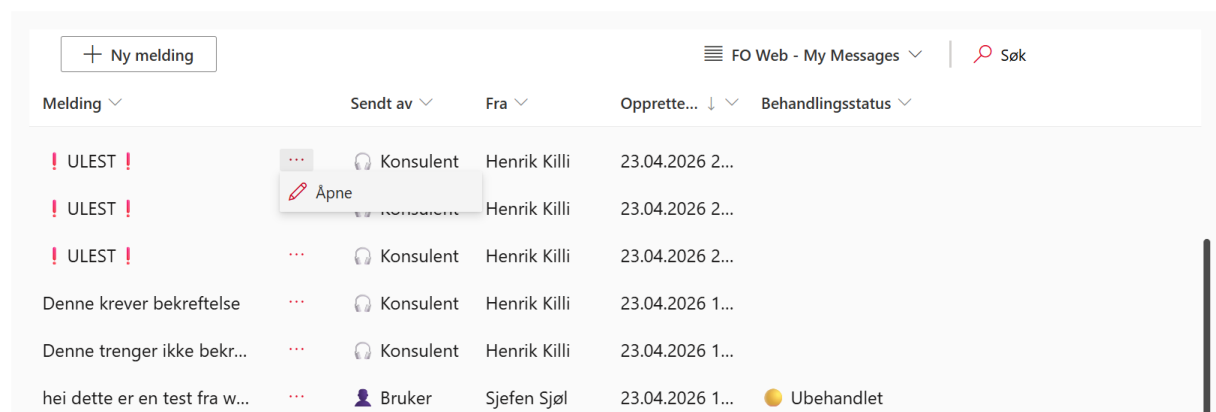 Ny melding FO Web - My Messages Søk
Melding Sendt av Fra Opprette... ↓ Behandlingsstatus
❗ ULEST ❗ ... Konsulent Henrik Killi 23.04.2026 2...
Åpne
❗ ULEST ❗ Konsulent Henrik Killi 23.04.2026 2...
❗ ULEST ❗ ... Konsulent Henrik Killi 23.04.2026 2...
Denne krever bekreftelse ... Konsulent Henrik Killi 23.04.2026 1...
Denne trenger ikke bekr... ... Konsulent Henrik Killi 23.04.2026 1...
hei dette er en test fra w... ... Bruker Sjefen Sjøl 23.04.2026 1... Ubehandlet